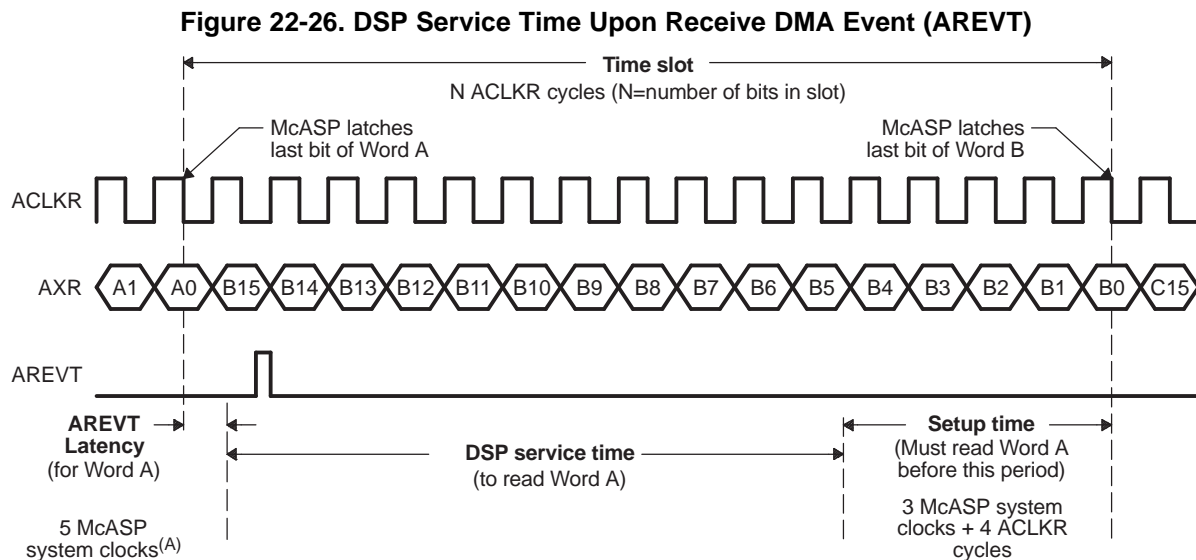 Figure 22-26. DSP Service Time Upon Receive DMA Event (AREVT)
Time slot
N ACLKR cycles (N=number of bits in slot)
McASP latches
last bit of Word A
McASP latches
last bit of Word B
ACLKR
AXR
A1 A0 B15 B14 B13 B12 B11 B10 B9 B8 B7 B6 B5 B4 B3 B2 B1 B0 C15
AREVT
AREVT
Latency
(for Word A)
DSP service time
(to read Word A)
Setup time
(Must read Word A
before this period)
5 McASP
system clocks(A)
3 McASP system
clocks + 4 ACLKR
cycles